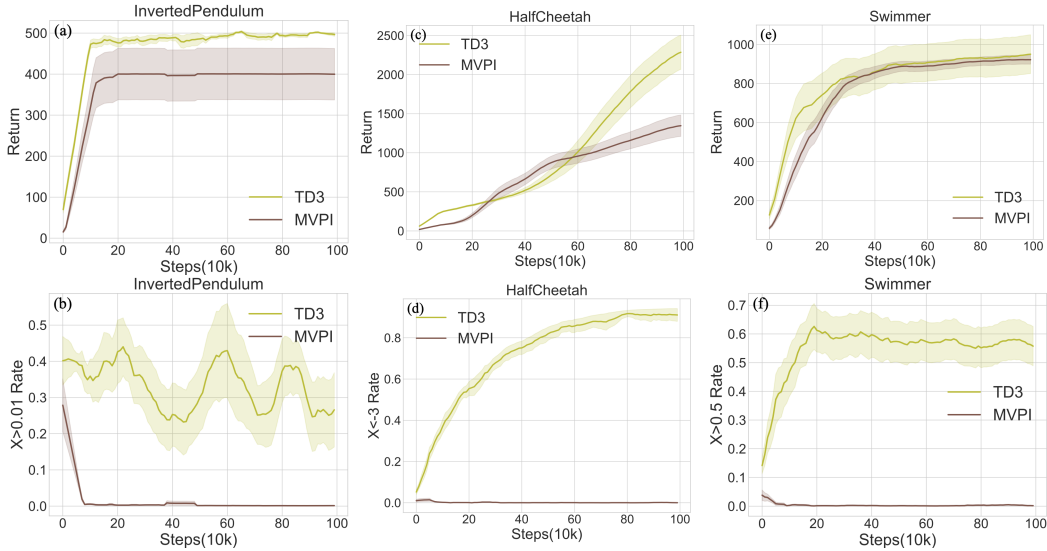 InvertedPendulum
(a)
500
400
300
200
100
0
Return
TD3
MVPI
0 20 40 60 80 100
Steps(10k)
HalfCheetah
(c)
2500
2000
1500
1000
500
0
Return
TD3
MVPI
0 20 40 60 80 100
Steps(10k)
Swimmer
(e)
1000
800
600
400
200
Return
TD3
MVPI
0 20 40 60 80 100
Steps(10k)
InvertedPendulum
(b)
0.5
0.4
0.3
0.2
0.1
0.0
X>0.01 Rate
TD3
MVPI
0 20 40 60 80 100
Steps(10k)
HalfCheetah
(d)
0.8
0.6
0.4
0.2
0.0
X<-3 Rate
TD3
MVPI
0 20 40 60 80 100
Steps(10k)
Swimmer
(f)
0.7
0.6
0.5
0.4
0.3
0.2
0.1
0.0
X>0.5 Rate
TD3
MVPI
0 20 40 60 80 100
Steps(10k)